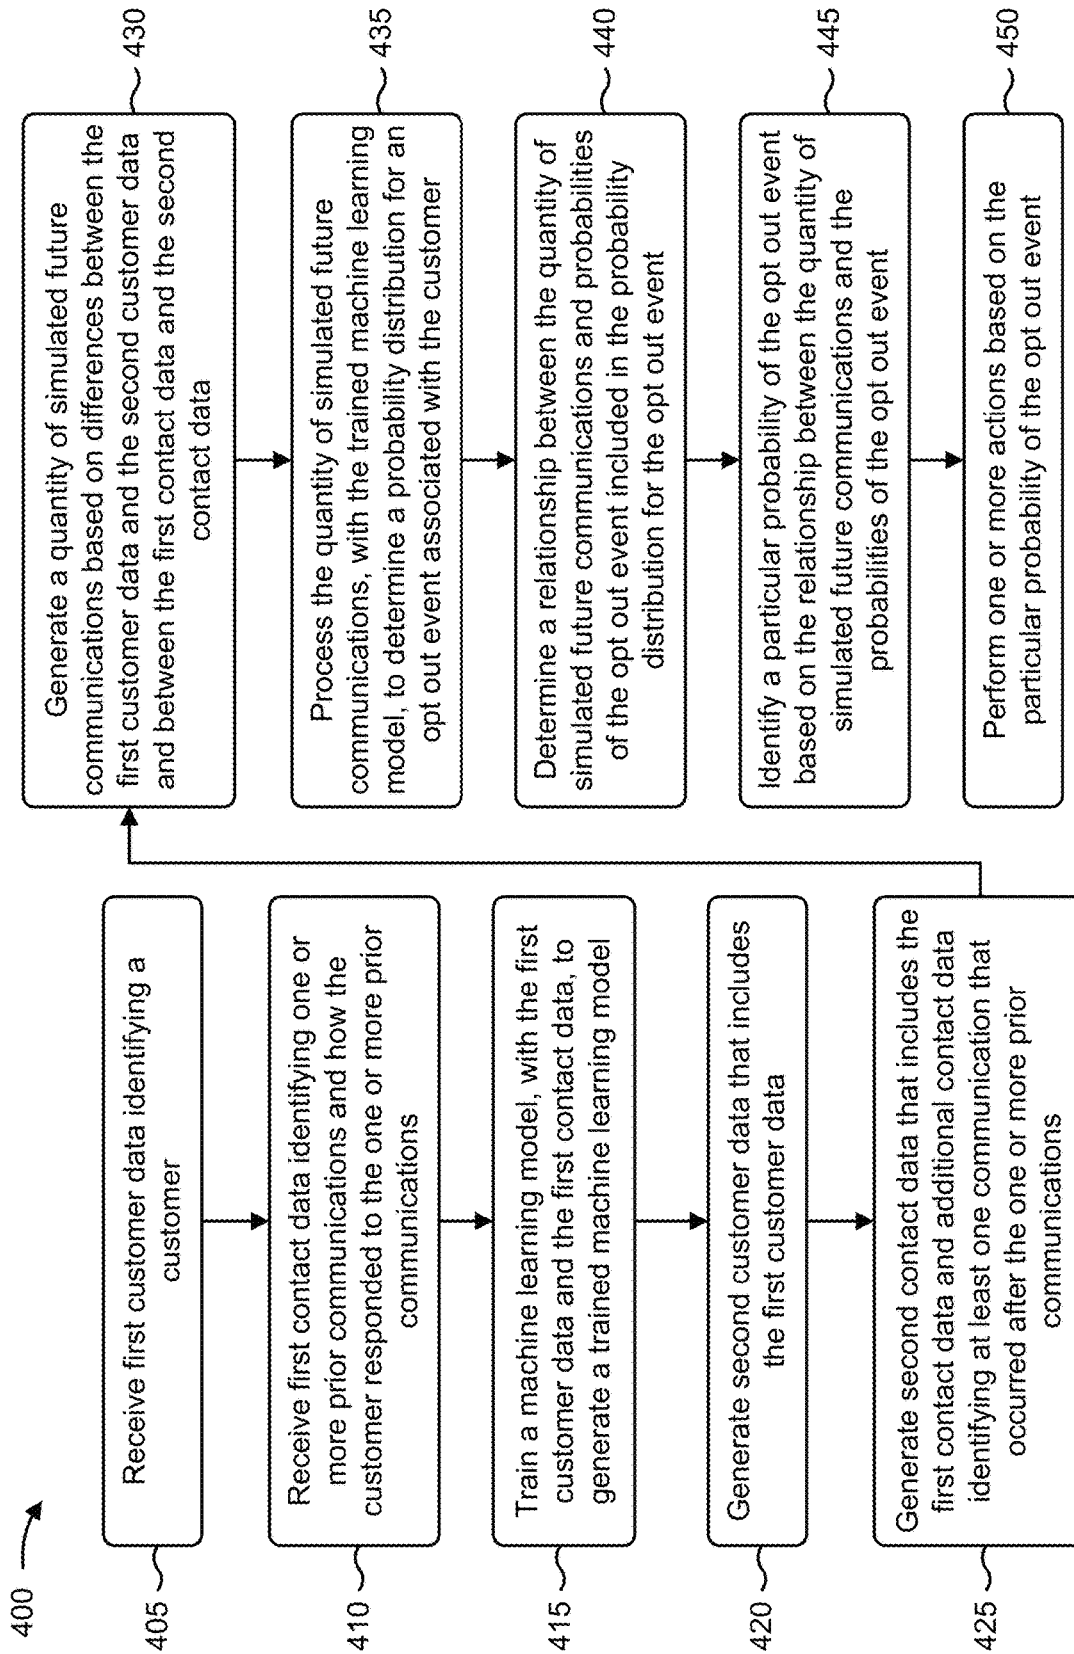 400
405
Receive first customer data identifying a
customer
410
Receive first contact data identifying one or
more prior communications and how the
customer responded to the one or more prior
communications
415
Train a machine learning model, with the first
customer data and the first contact data, to
generate a trained machine learning model
420
Generate second customer data that includes
the first customer data
425
Generate second contact data that includes the
first contact data and additional contact data
identifying at least one communication that
occurred after the one or more prior
communications
430
Generate a quantity of simulated future
communications based on differences between the
first customer data and the second customer data
and between the first contact data and the second
contact data
435
Process the quantity of simulated future
communications, with the trained machine learning
model, to determine a probability distribution for an
opt out event associated with the customer
440
Determine a relationship between the quantity of
simulated future communications and probabilities
of the opt out event included in the probability
distribution for the opt out event
445
Identify a particular probability of the opt out event
based on the relationship between the quantity of
simulated future communications and the
probabilities of the opt out event
450
Perform one or more actions based on the
particular probability of the opt out event